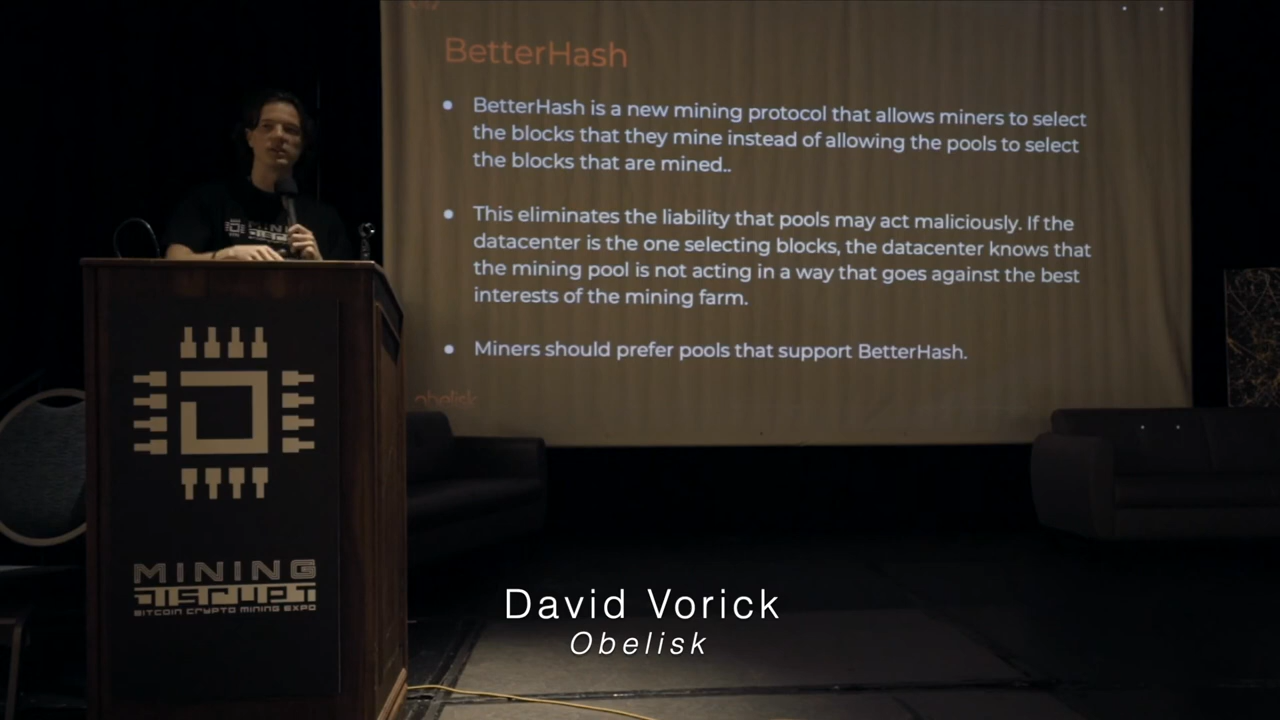 BetterHash
BetterHash is a new mining protocol that allows miners to select
the blocks that they mine instead of allowing the pools to select
the blocks that are mined..
This eliminates the liability that pools may act maliciously. If the
datacenter is the one selecting blocks, the datacenter knows that
the mining pool is not acting in a way that goes against the best
interests of the mining farm.
Miners should prefer pools that support BetterHash.
obelisk
MINING
DISRUPT
BITCOIN CRYPTO MINING EXPO
David Vorick
Obelisk